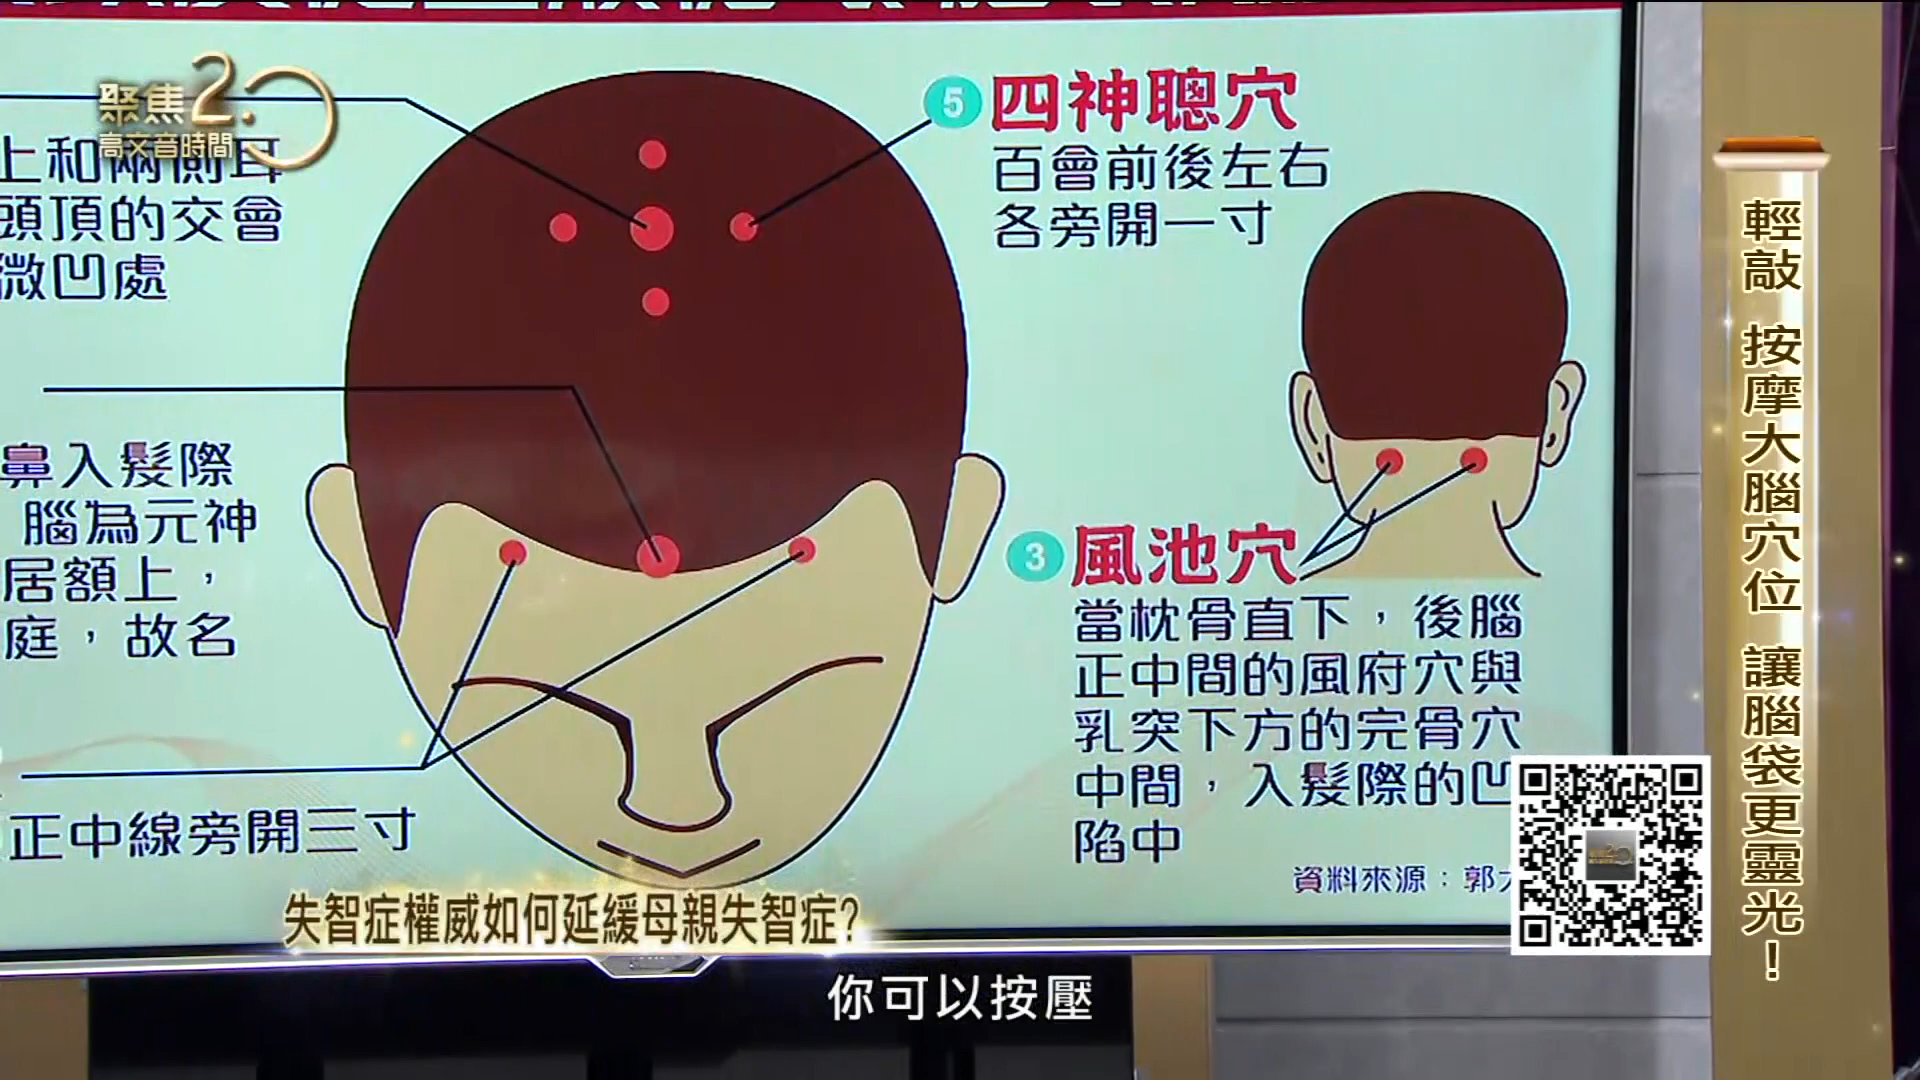 聚焦2.0
高文音時間
上和兩側耳
頭頂的交會
微凹處
鼻入髮際
腦為元神
居額上，
庭，故名
正中線旁開三寸
5 四神聰穴
百會前後左右
各旁開一寸
3 風池穴
當枕骨直下，後腦
正中間的風府穴與
乳突下方的完骨穴
中間，入髮際的凹
陷中
資料來源：郭
輕敲 按摩大腦穴位 讓腦袋更靈光！
失智症權威如何延緩母親失智症?
你可以按壓